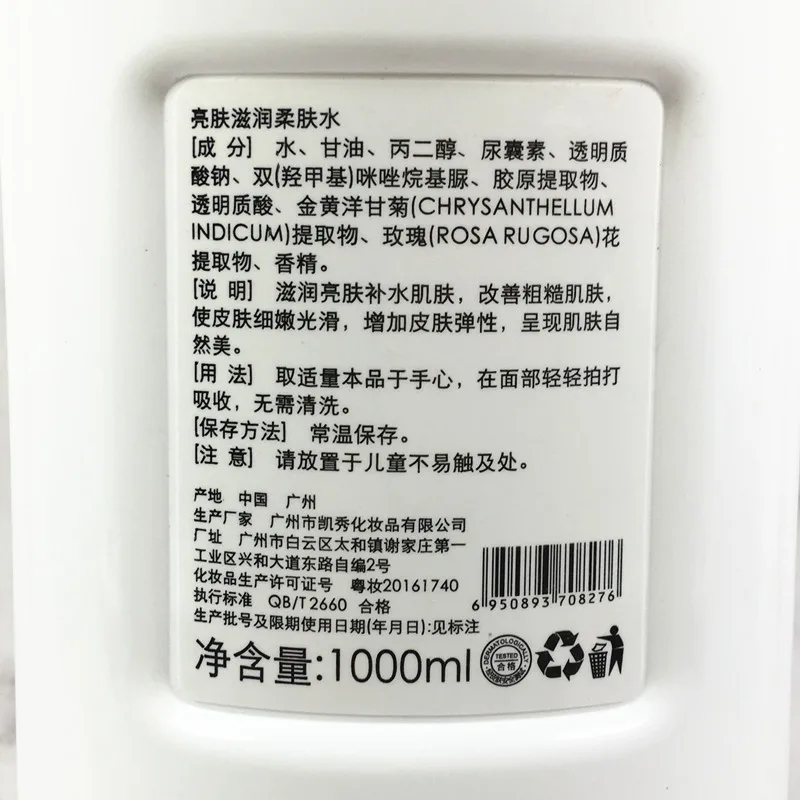 亮肤滋润柔肤水
[成 分] 水、甘油、丙二醇、尿囊素、透明质
酸钠、双(羟甲基)咪唑烷基脲、胶原提取物、
透明质酸、金黄洋甘菊(CHRYSANTHELLUM
INDICUM)提取物、玫瑰(ROSA RUGOSA)花
提取物、香精。
[说 明] 滋润亮肤补水肌肤，改善粗糙肌肤，
使皮肤细嫩光滑，增加皮肤弹性，呈现肌肤自
然美。
[用 法] 取适量本品于手心，在面部轻轻拍打
吸收，无需清洗。
[保存方法] 常温保存。
[注 意] 请放置于儿童不易触及处。
产地 中国 广州
生产厂家 广州市凯秀化妆品有限公司
厂址 广州市白云区太和镇谢家庄第一
工业区兴和大道东路自编2号
化妆品生产许可证号 粤妆20161740
执行标准 QB/T 2660 合格
生产批号及限期使用日期(年月日):见标注
6 950893 708276
净含量:1000ml
DERMATOLOGICALLY
TESTED
合格